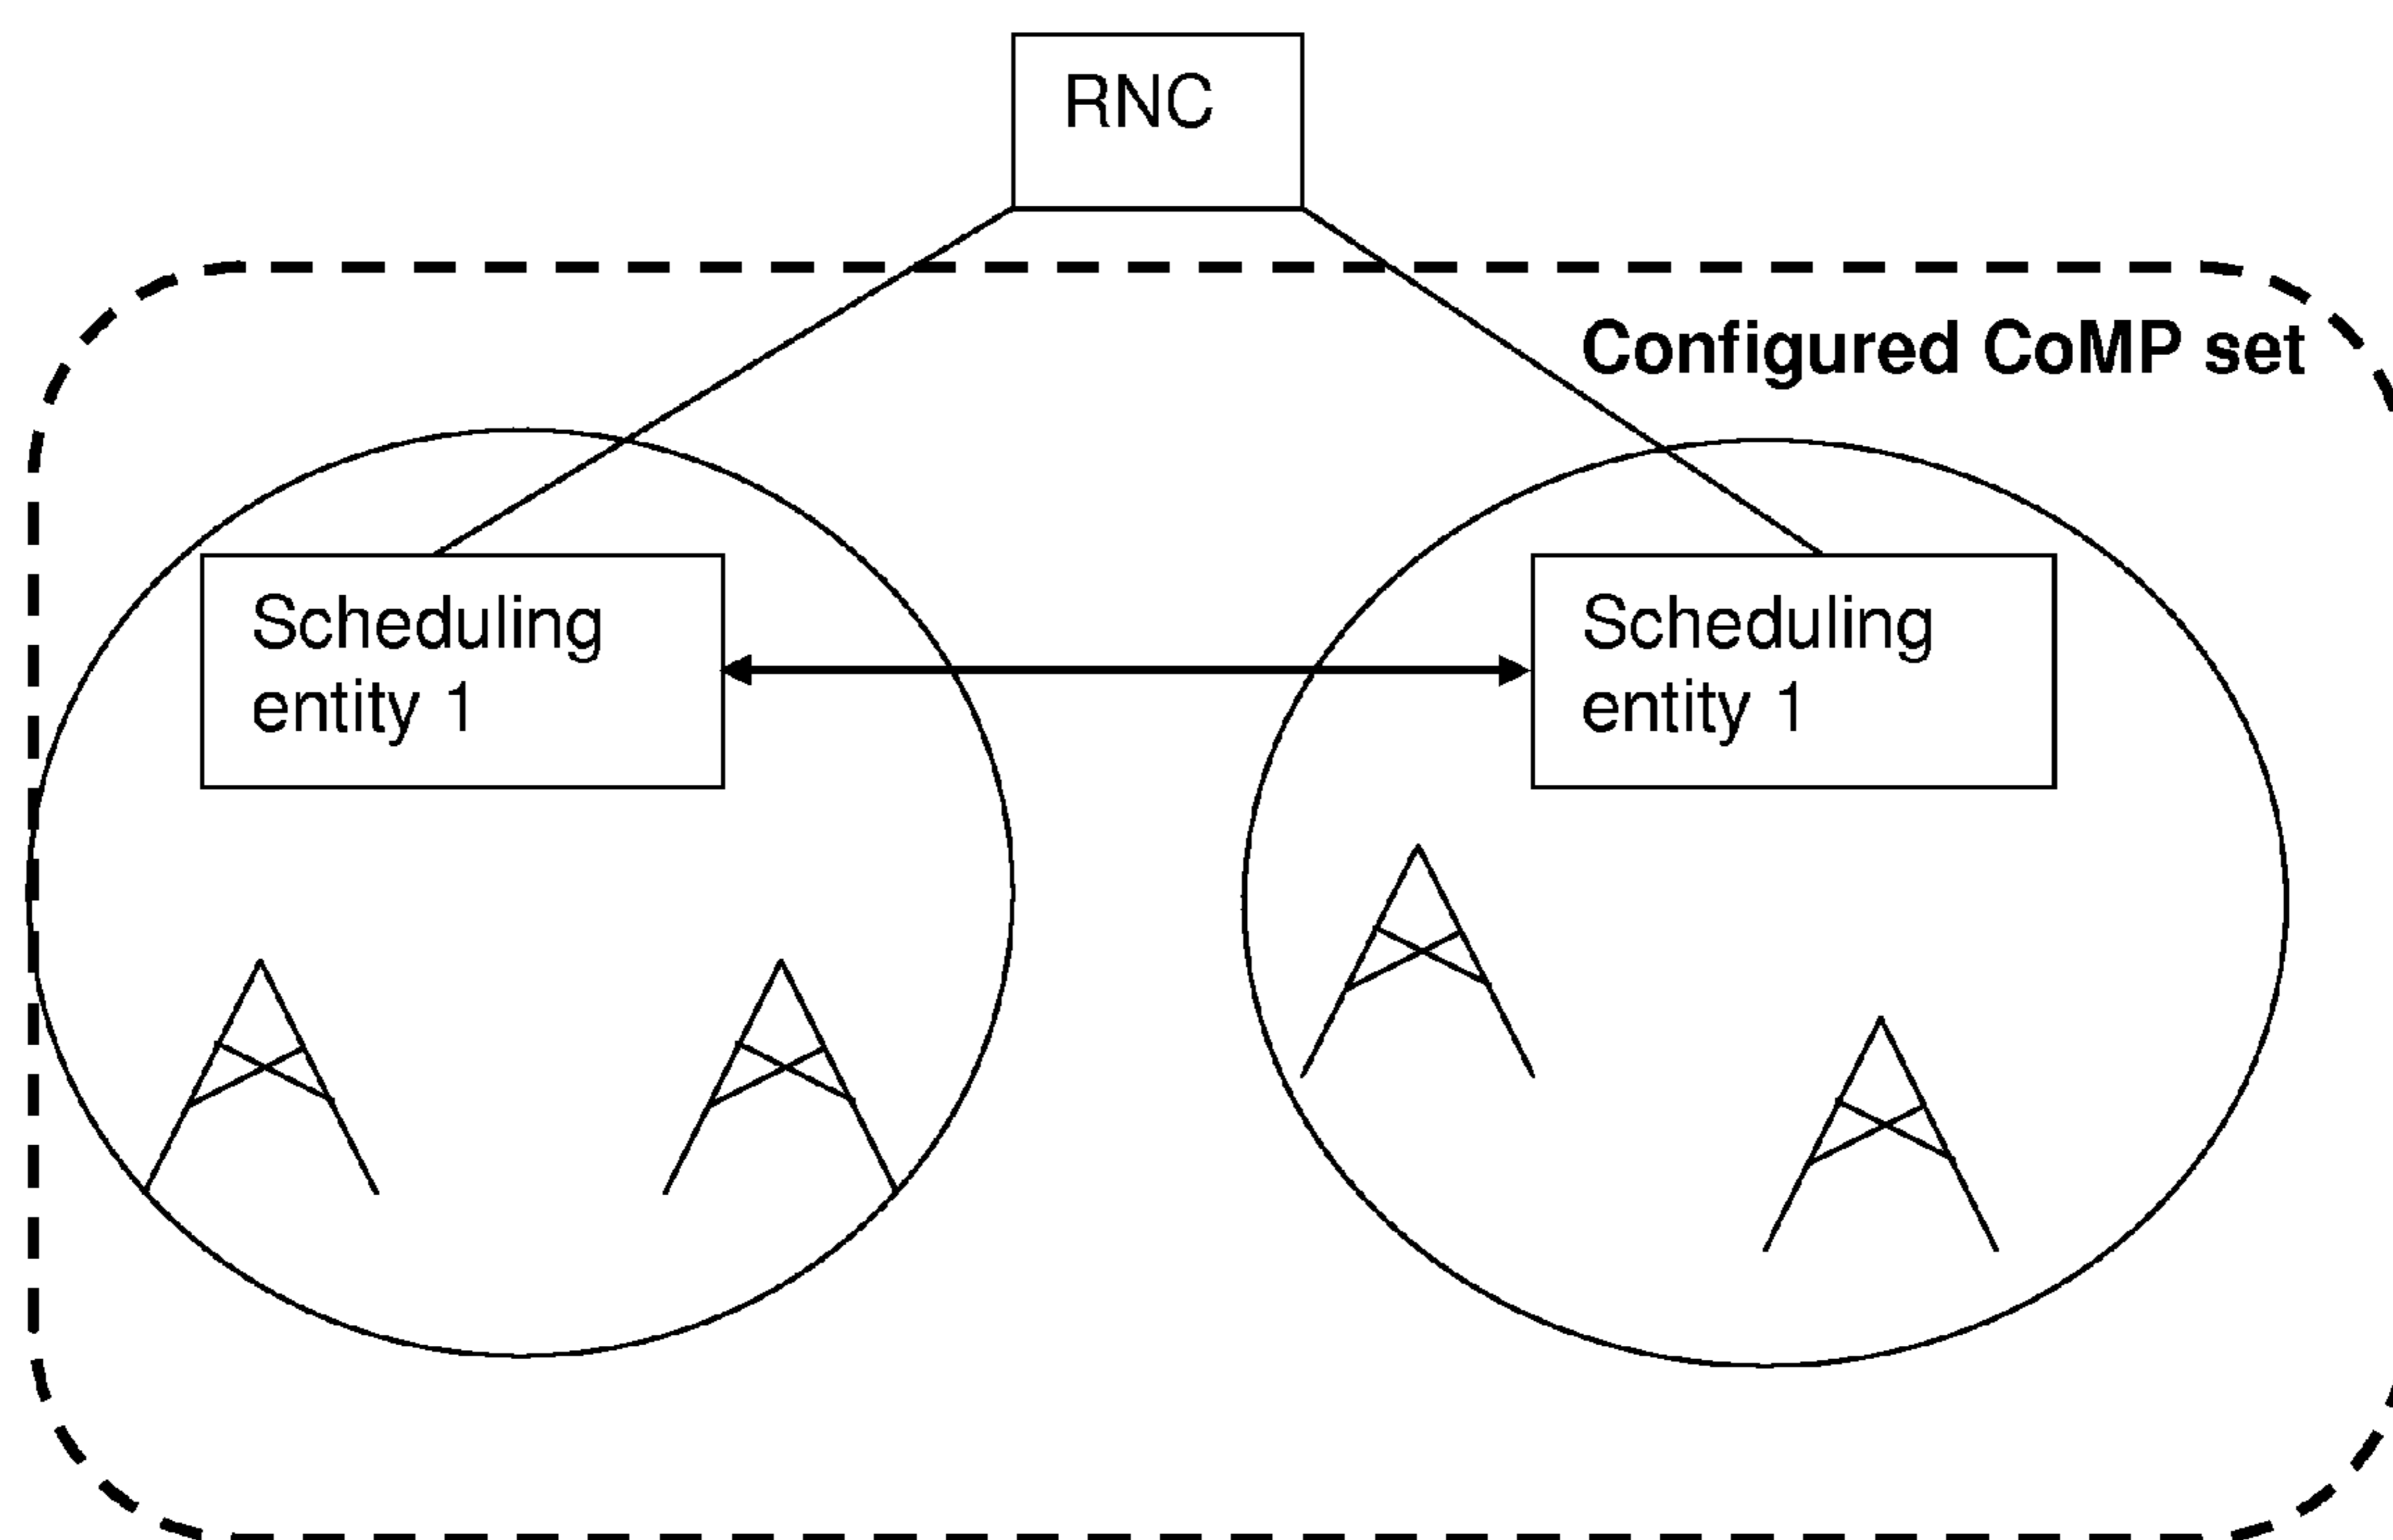 RNC
Configured CoMP set
Scheduling
entity 1
Scheduling
entity 1